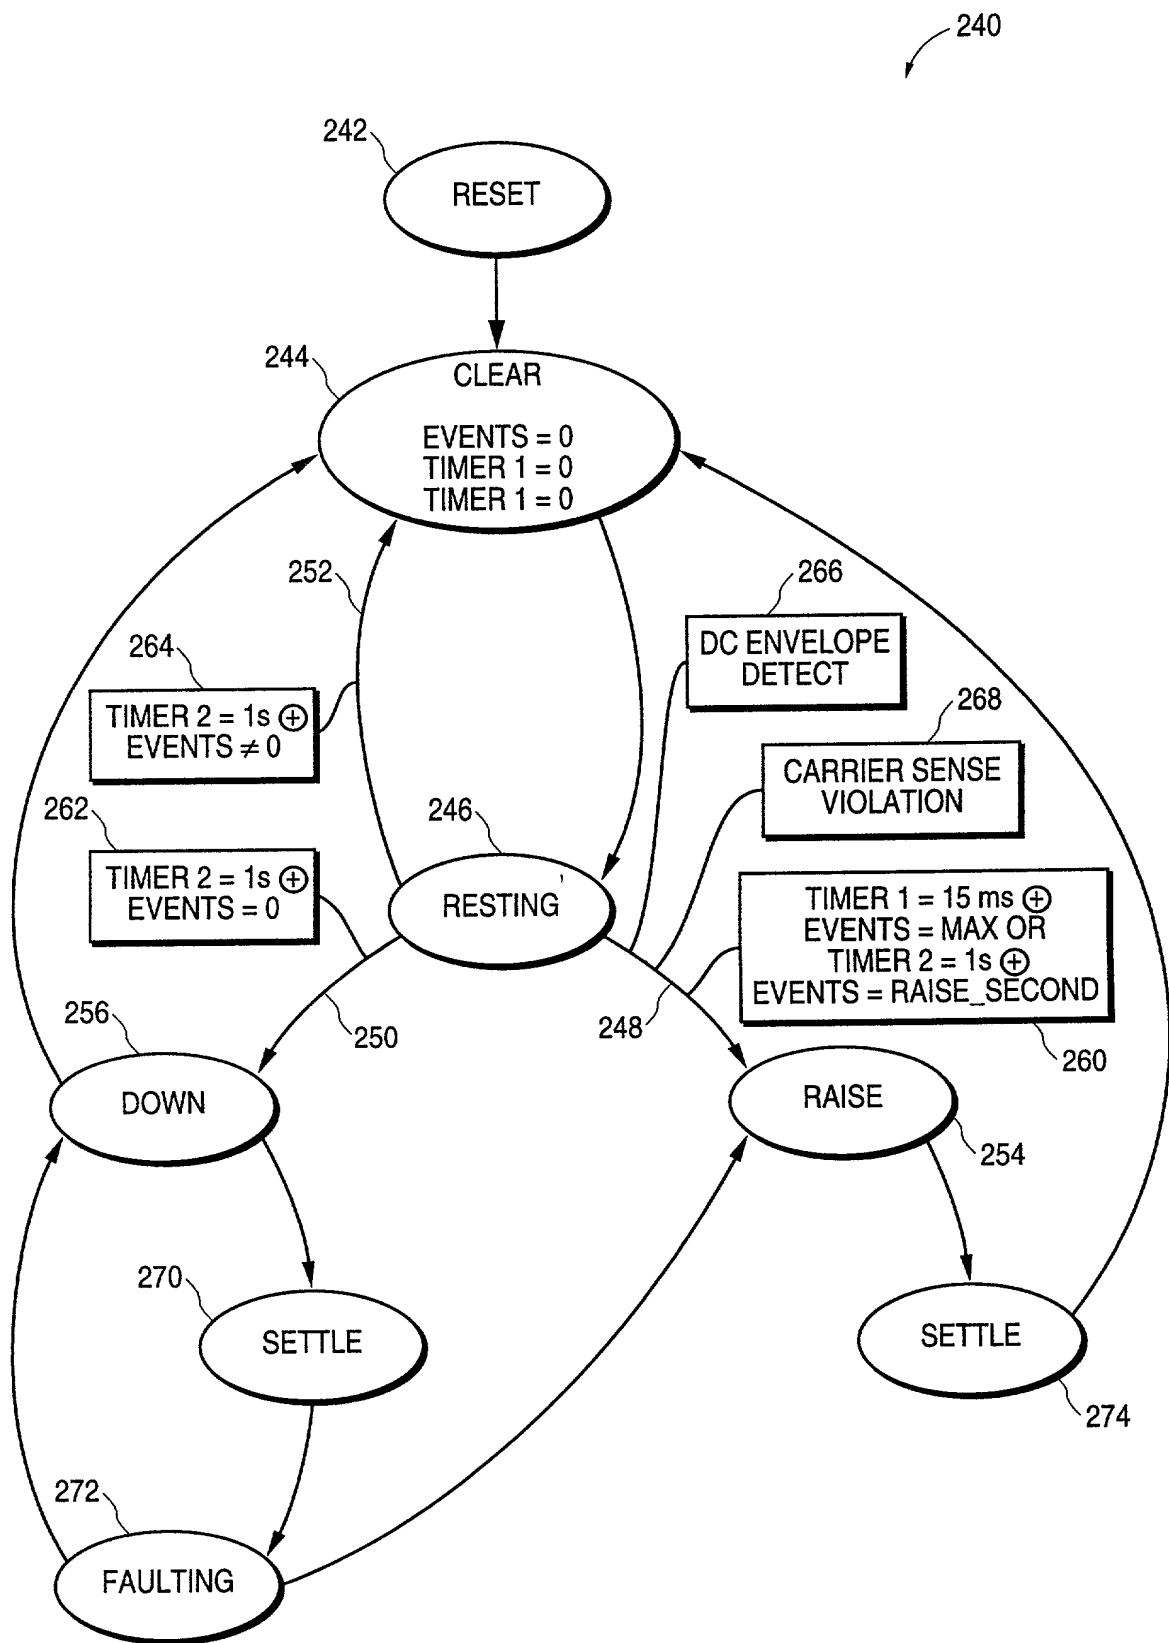 240
242
RESET
244
CLEAR
EVENTS = 0
TIMER 1 = 0
TIMER 1 = 0
252
266
DC ENVELOPE
DETECT
264
TIMER 2 = 1s ⊕
EVENTS ≠ 0
268
CARRIER SENSE
VIOLATION
262
TIMER 2 = 1s ⊕
EVENTS = 0
246
RESTING
TIMER 1 = 15 ms ⊕
EVENTS = MAX OR
TIMER 2 = 1s ⊕
EVENTS = RAISE_SECOND
256
250
248
260
DOWN
RAISE
254
270
SETTLE
SETTLE
274
272
FAULTING